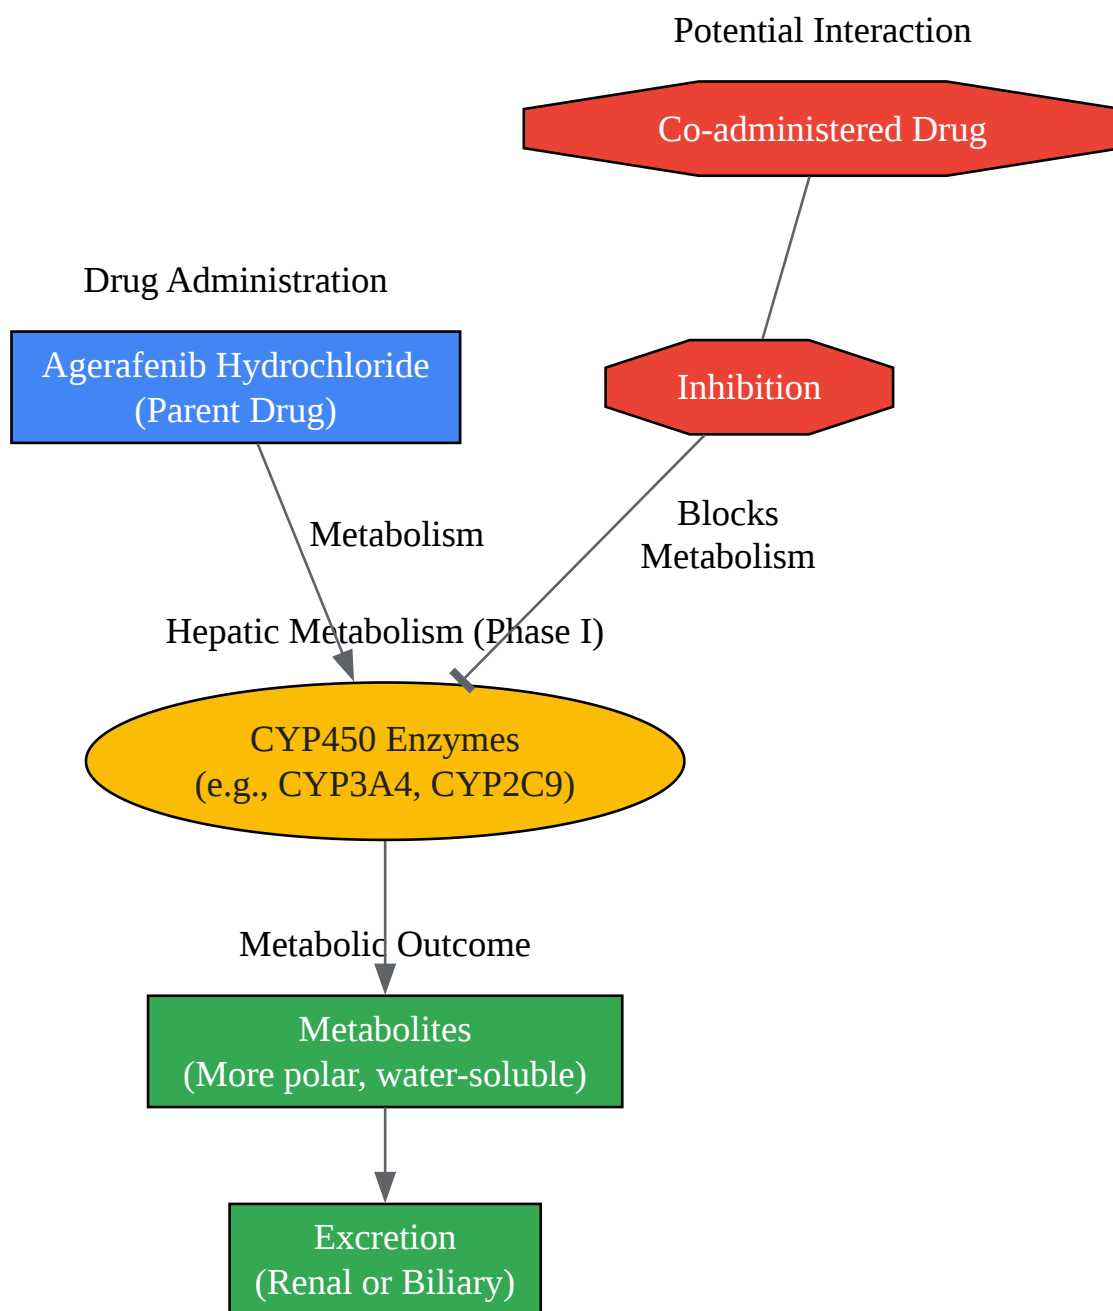 Potential Interaction
Co-administered Drug
Drug Administration
Agerafenib Hydrochloride
(Parent Drug)
Inhibition
Blocks
Metabolism
Metabolism
Hepatic Metabolism (Phase I)
CYP450 Enzymes
(e.g., CYP3A4, CYP2C9)
Metabolic Outcome
Metabolites
(More polar, water-soluble)
Excretion
(Renal or Biliary)